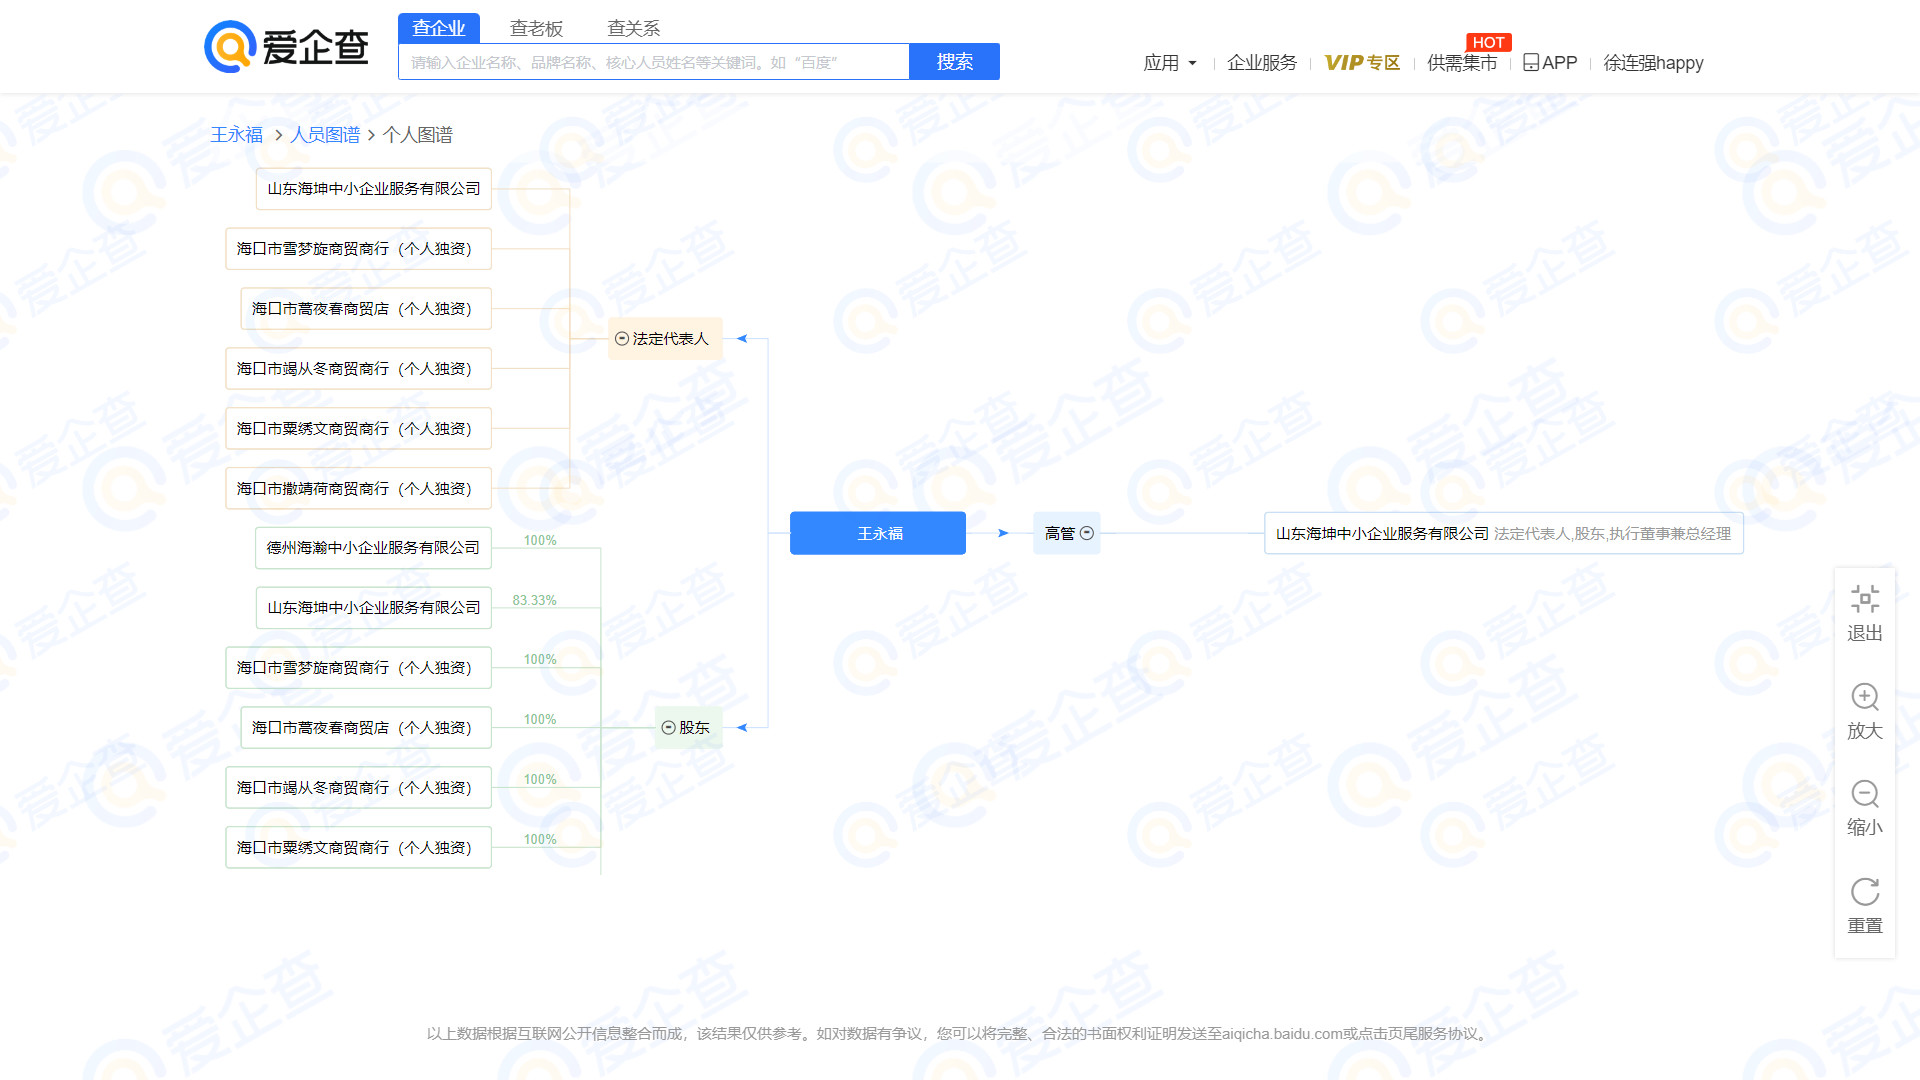 爱企查
查企业 查老板 查关系
请输入企业名称、品牌名称、核心人员姓名等关键词。如“百度” 搜索
应用 企业服务 VIP专区 供需集市 HOT APP 徐连强happy
王永福 > 人员图谱 > 个人图谱
山东海坤中小企业服务有限公司
海口市雪梦旋商贸商行（个人独资）
海口市蒿夜春商贸店（个人独资）
法定代表人
海口市竭从冬商贸商行（个人独资）
海口市粟绣文商贸商行（个人独资）
海口市撒靖荷商贸商行（个人独资）
王永福
高管
山东海坤中小企业服务有限公司 法定代表人,股东,执行董事兼总经理
德州海瀚中小企业服务有限公司 100%
山东海坤中小企业服务有限公司 83.33%
海口市雪梦旋商贸商行（个人独资） 100%
海口市蒿夜春商贸店（个人独资） 100%
股东
海口市竭从冬商贸商行（个人独资） 100%
海口市粟绣文商贸商行（个人独资） 100%
退出
放大
缩小
重置
以上数据根据互联网公开信息整合而成，该结果仅供参考。如对数据有争议，您可以将完整、合法的书面权利证明发送至aiqicha.baidu.com或点击页尾服务协议。